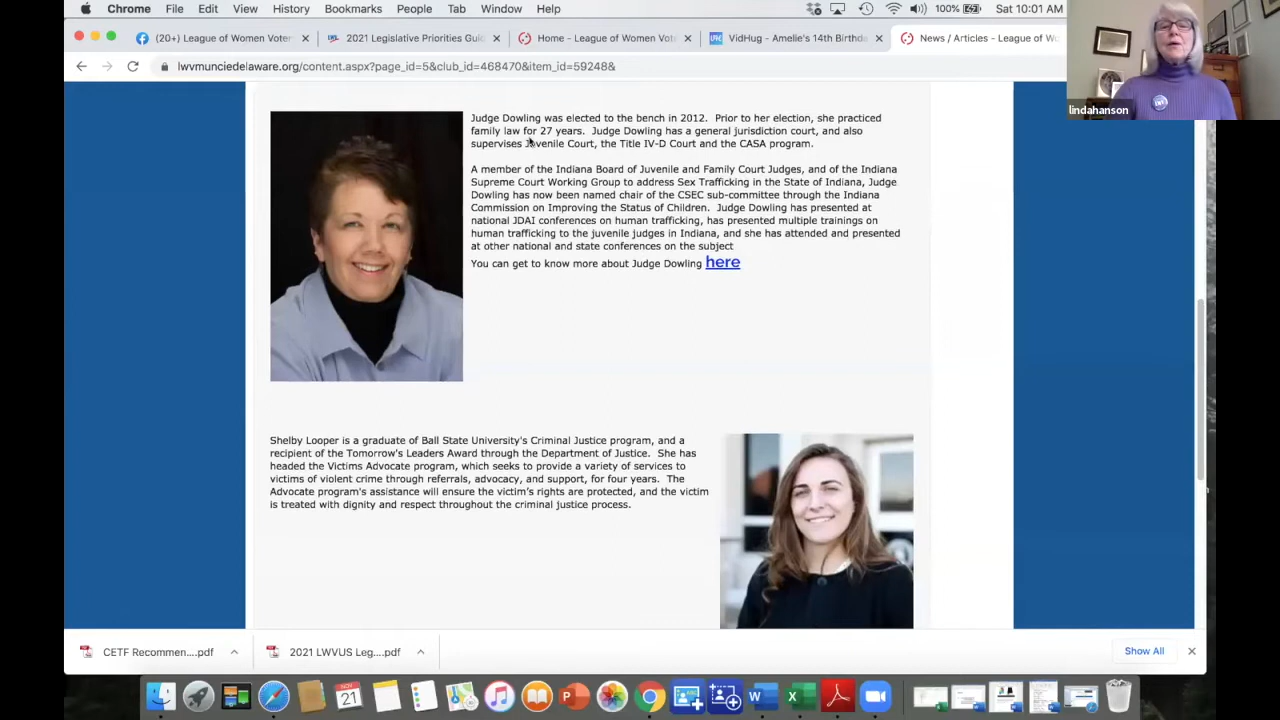 Chrome File Edit View History Bookmarks People Tab Window Help 100% Sat 10:01 AM
(20+) League of Women Voter
2021 Legislative Priorities Guid
Home - League of Women Vote
VidHug - Amelie's 14th Birthda
News / Articles - League of Wo
lwvmunciedelaware.org/content.aspx?page_id=5&club_id=468470&item_id=59248&
lindahanson
Judge Dowling was elected to the bench in 2012. Prior to her election, she practiced
family law for 27 years. Judge Dowling has a general jurisdiction court, and also
supervises Juvenile Court, the Title IV-D Court and the CASA program.
A member of the Indiana Board of Juvenile and Family Court Judges, and of the Indiana
Supreme Court Working Group to address Sex Trafficking in the State of Indiana, Judge
Dowling has now been named chair of the CSEC sub-committee through the Indiana
Commission on Improving the Status of Children. Judge Dowling has presented at
national JDAI conferences on human trafficking, has presented multiple trainings on
human trafficking to the juvenile judges in Indiana, and she has attended and presented
at other national and state conferences on the subject
You can get to know more about Judge Dowling here
Shelby Looper is a graduate of Ball State University's Criminal Justice program, and a
recipient of the Tomorrow's Leaders Award through the Department of Justice. She has
headed the Victims Advocate program, which seeks to provide a variety of services to
victims of violent crime through referrals, advocacy, and support, for four years. The
Advocate program's assistance will ensure the victim's rights are protected, and the victim
is treated with dignity and respect throughout the criminal justice process.
CETF Recommen....pdf
2021 LWVUS Leg....pdf
Show All
NOV
21